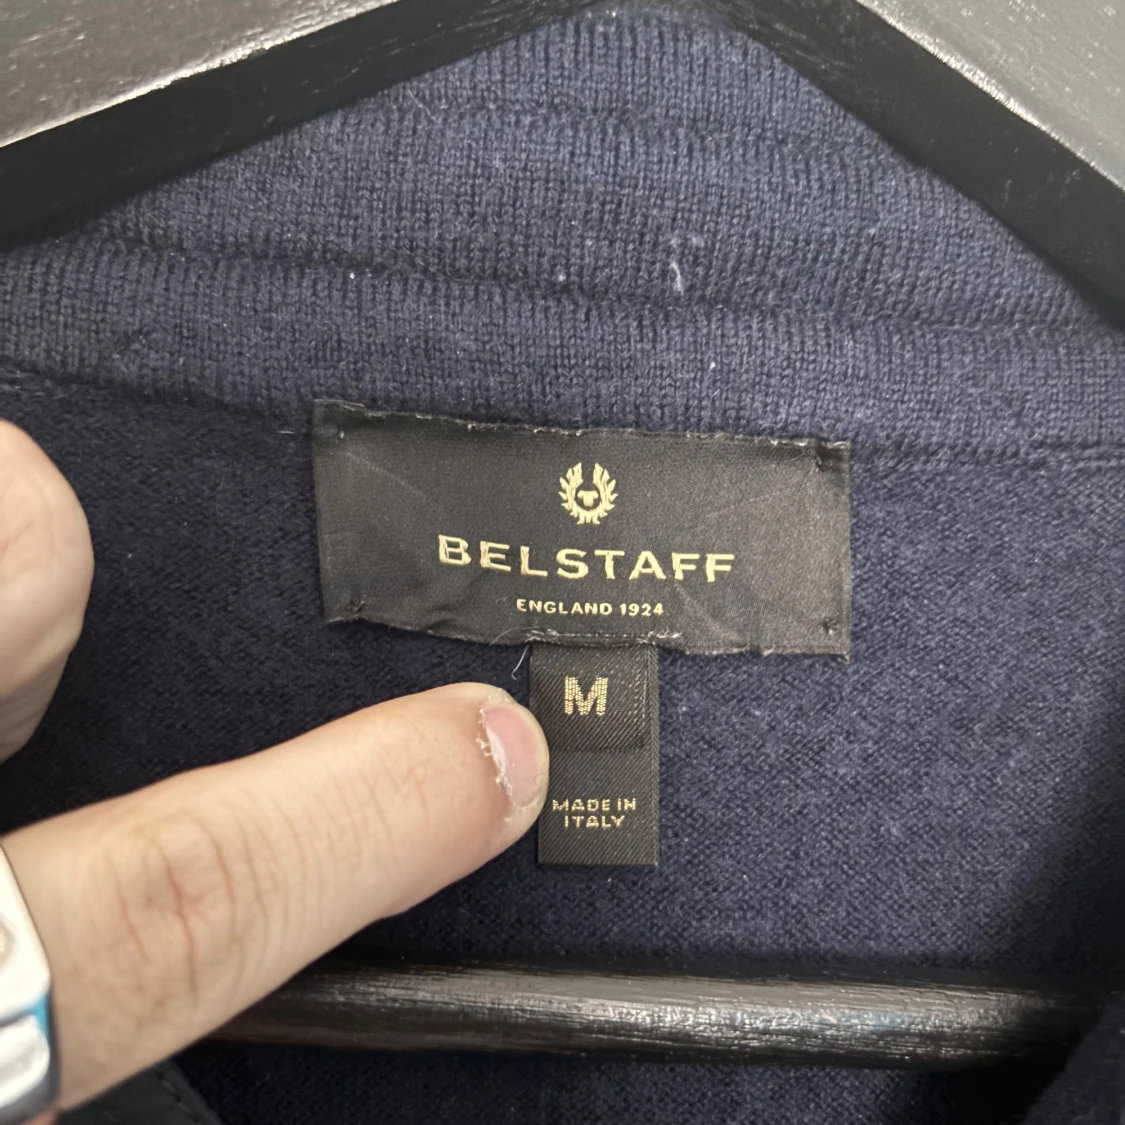 BELSTAFF
ENGLAND 1924
M
MADE IN
ITALY